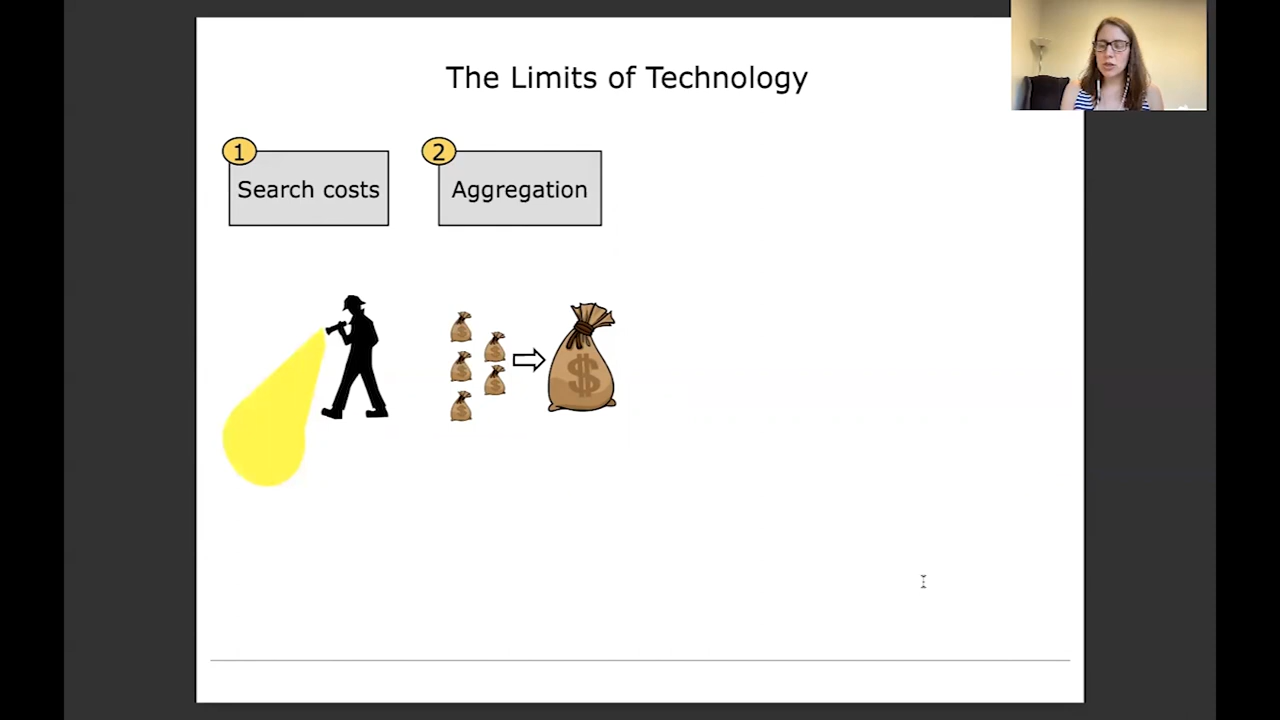 The Limits of Technology
1
Search costs
2
Aggregation
$
$
$
$
$
$